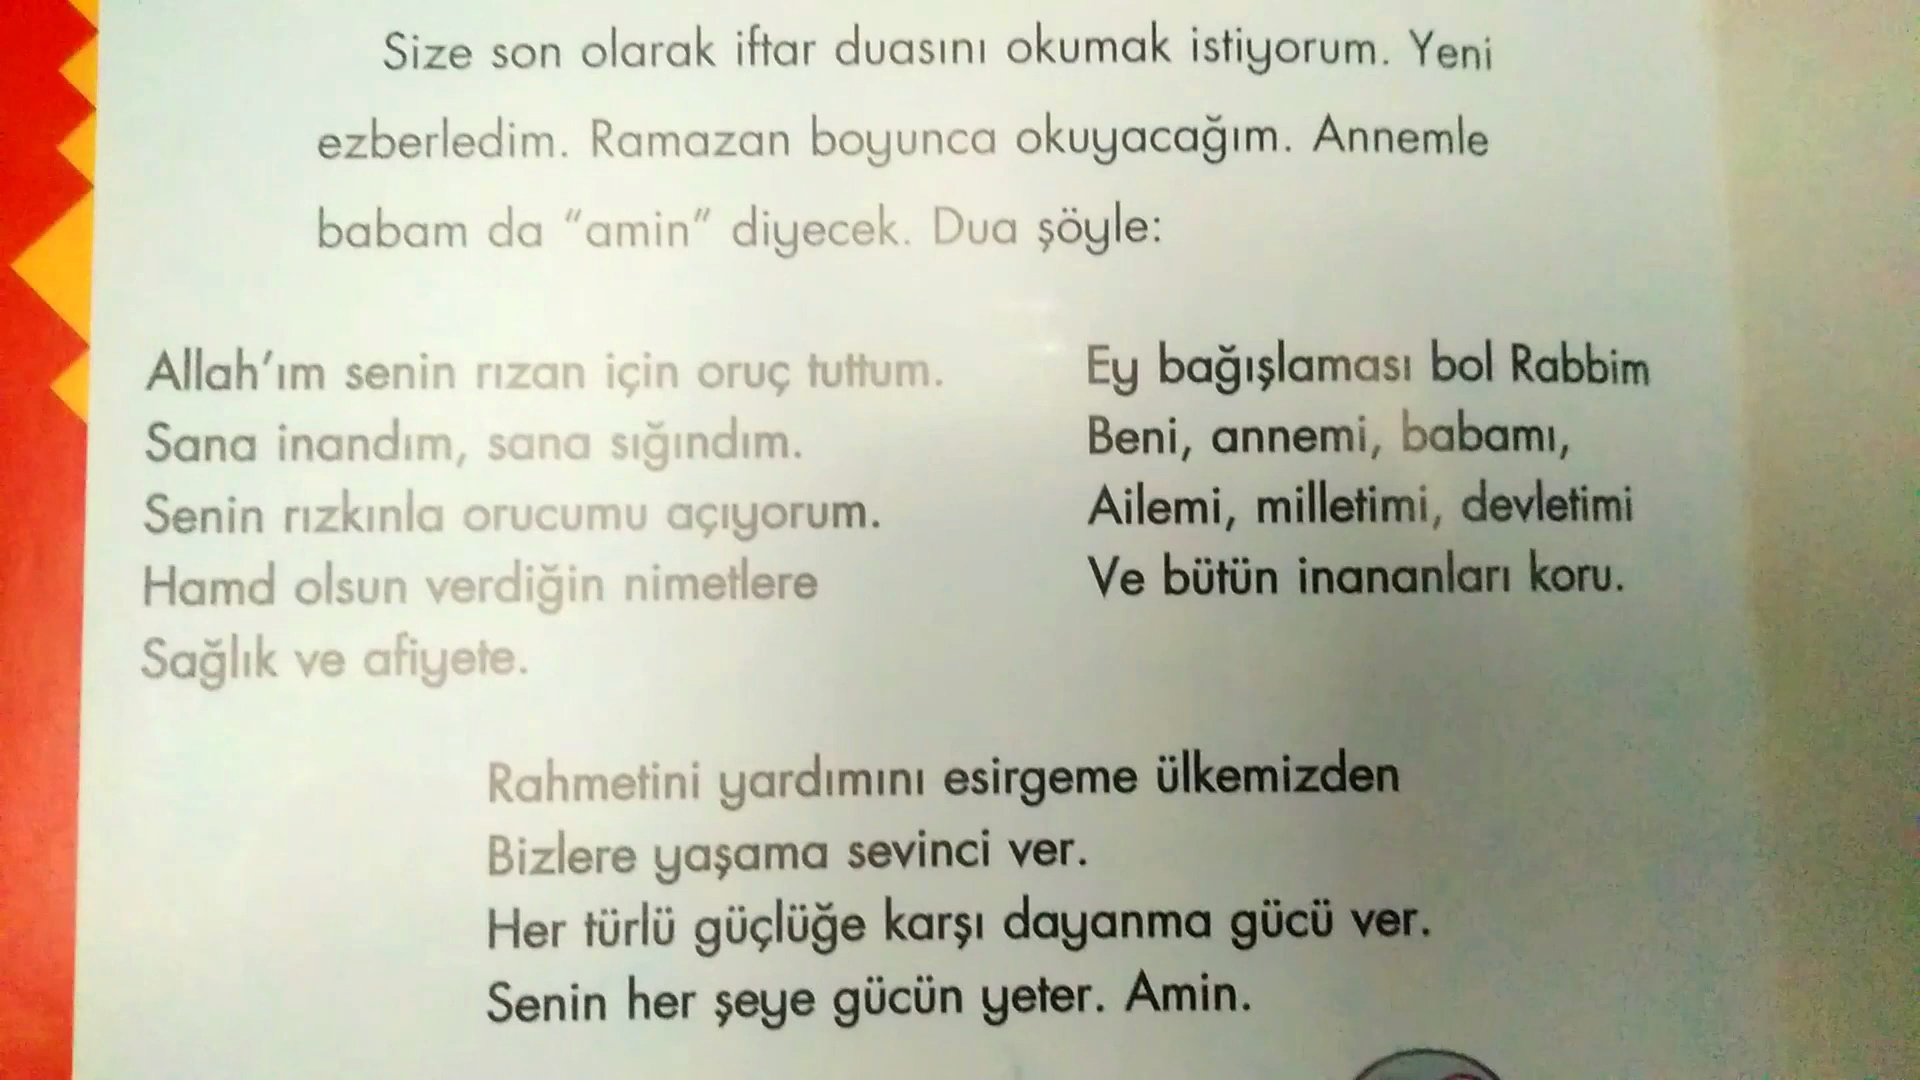 Size son olarak iftar duasını okumak istiyorum. Yeni
ezberledim. Ramazan boyunca okuyacağım. Annemle
babam da “amin” diyecek. Dua şöyle:
Allah’ım senin rızan için oruç tuttum.
Sana inandım, sana sığındım.
Senin rızkınla orucumu açıyorum.
Hamd olsun verdiğin nimetlere
Sağlık ve afiyete.
Ey bağışlaması bol Rabbim
Beni, annemi, babamı,
Ailemi, milletimi, devletimi
Ve bütün inananları koru.
Rahmetini yardımını esirgeme ülkemizden
Bizlere yaşama sevinci ver.
Her türlü güçlüğe karşı dayanma gücü ver.
Senin her şeye gücün yeter. Amin.